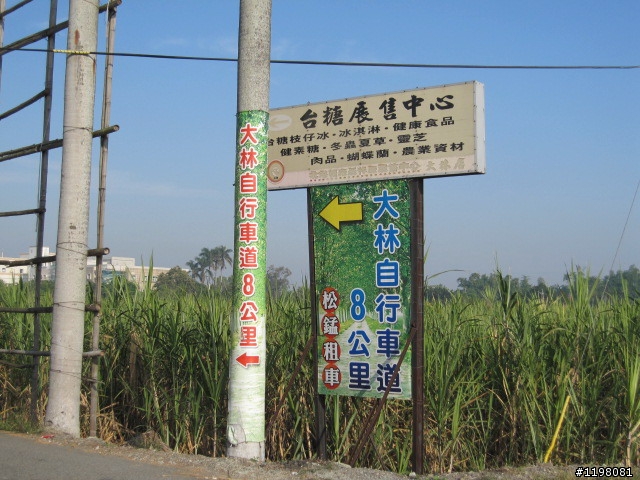 台糖展售中心
台糖枝仔冰·冰淇淋·健康食品
健素糖·冬蟲夏草·靈芝
肉品·蝴蝶蘭·農業資材
大林自行車道8公里
大林自行車道
8公里
松錳租車
#1198081